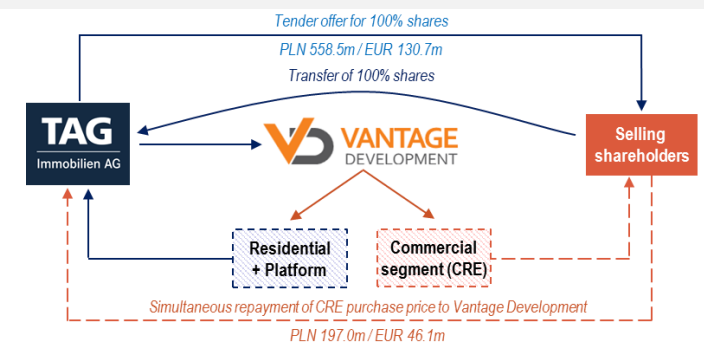 Tender offer for 100% shares
PLN 558.5m / EUR 130.7m
Transfer of 100% shares
TAG
Immobilien AG
VD VANTAGE
DEVELOPMENT
Selling
shareholders
Residential
+ Platform
Commercial
segment (CRE)
Simultaneous repayment of CRE purchase price to Vantage Development
PLN 197.0m / EUR 46.1m